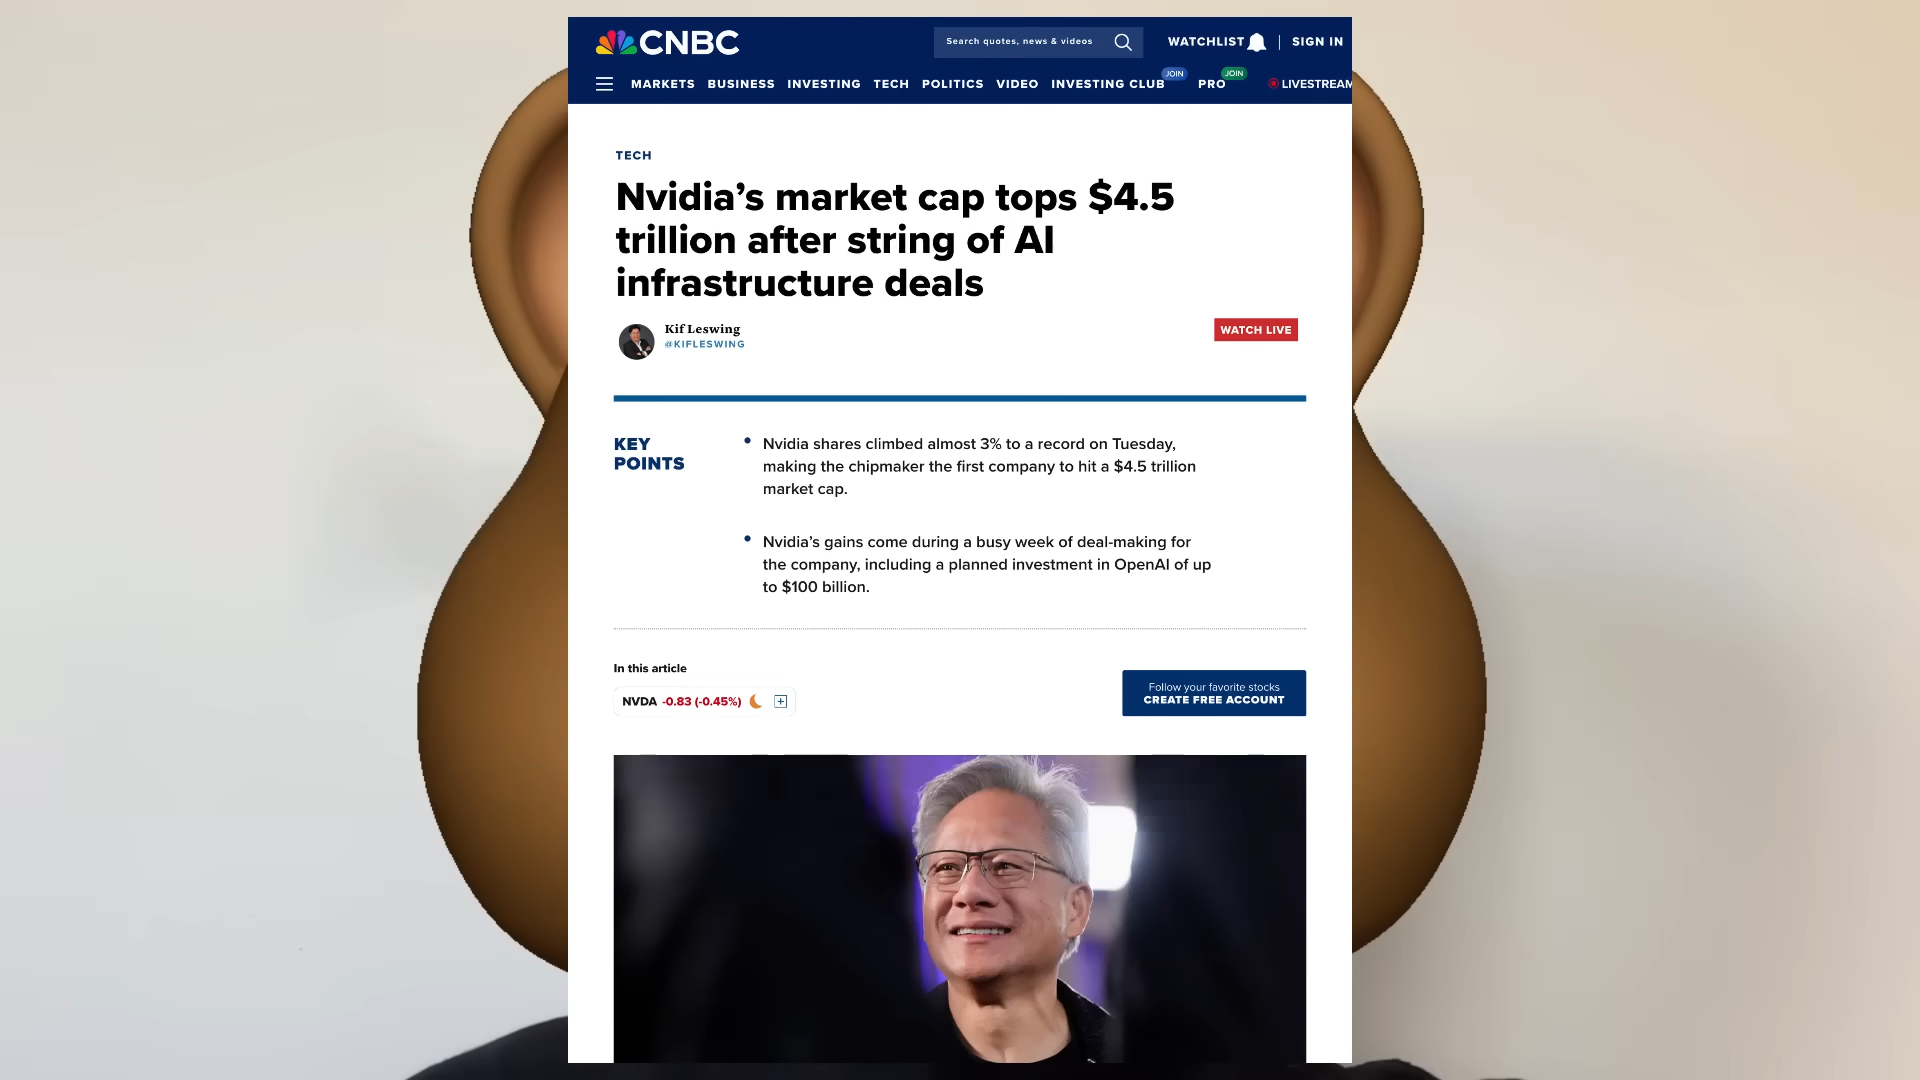 CNBC
Search quotes, news & videos
WATCHLIST
SIGN IN
MARKETS BUSINESS INVESTING TECH POLITICS VIDEO INVESTING CLUB JOIN PRO JOIN LIVESTREAM
TECH
Nvidia’s market cap tops $4.5
trillion after string of AI
infrastructure deals
Kif Leswing
@KIFLESWING
WATCH LIVE
KEY
POINTS
Nvidia shares climbed almost 3% to a record on Tuesday,
making the chipmaker the first company to hit a $4.5 trillion
market cap.
Nvidia’s gains come during a busy week of deal-making for
the company, including a planned investment in OpenAI of up
to $100 billion.
In this article
NVDA -0.83 (-0.45%)
Follow your favorite stocks
CREATE FREE ACCOUNT